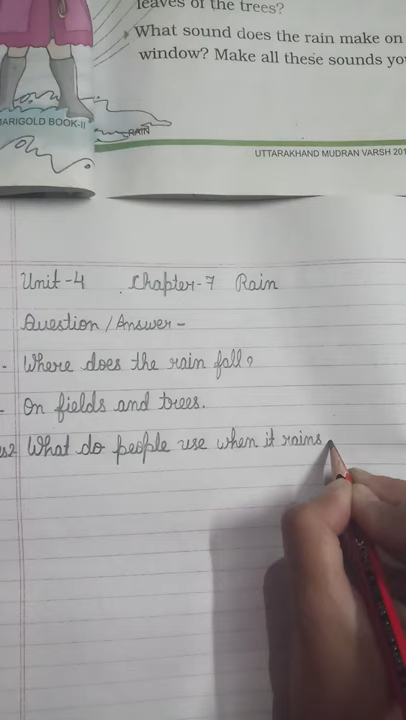 leaves of the trees?
What sound does the rain make on
window? Make all these sounds yo
MARIGOLD BOOK-II
RAIN
UTTARAKHAND MUDRAN VARSH 201
Unit-4 Chapter-7 Rain
Question/Answer-
Where does the rain fall?
On fields and trees.
What do people use when it rains